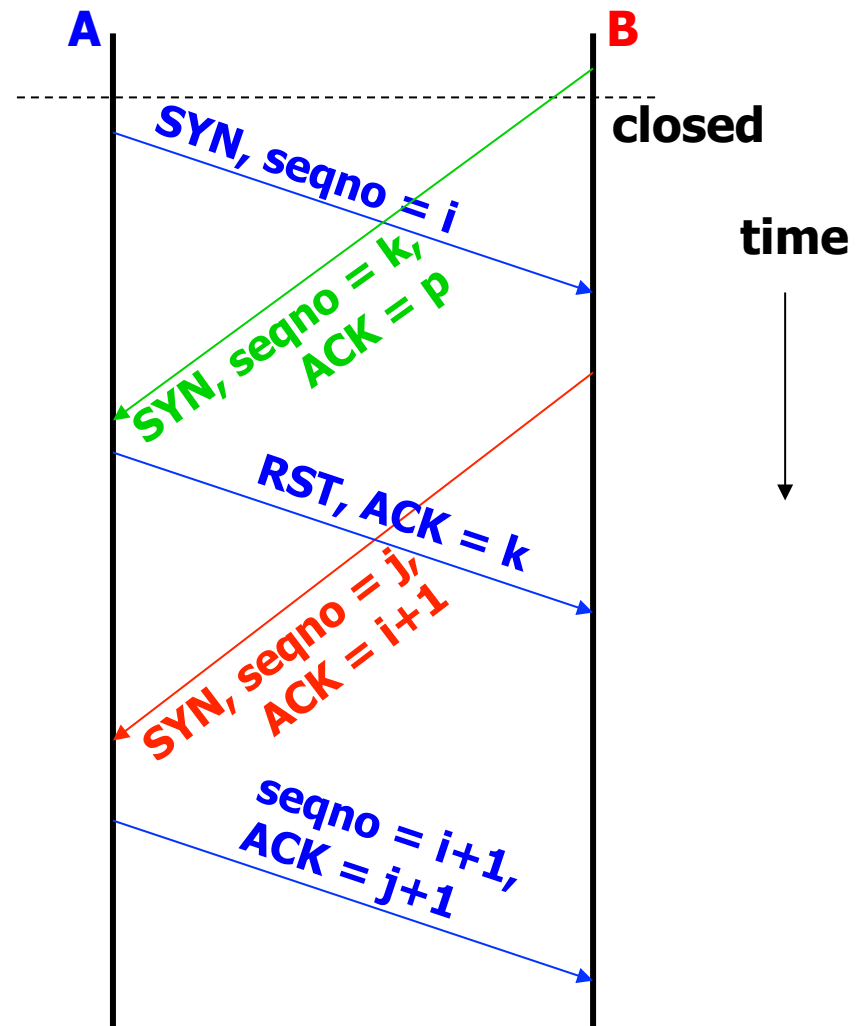 A
B
closed
SYN, seqno = i
time
SYN, seqno = k,
ACK = p
RST, ACK = k
SYN, seqno = j,
ACK = i+1
seqno = i+1,
ACK = j+1